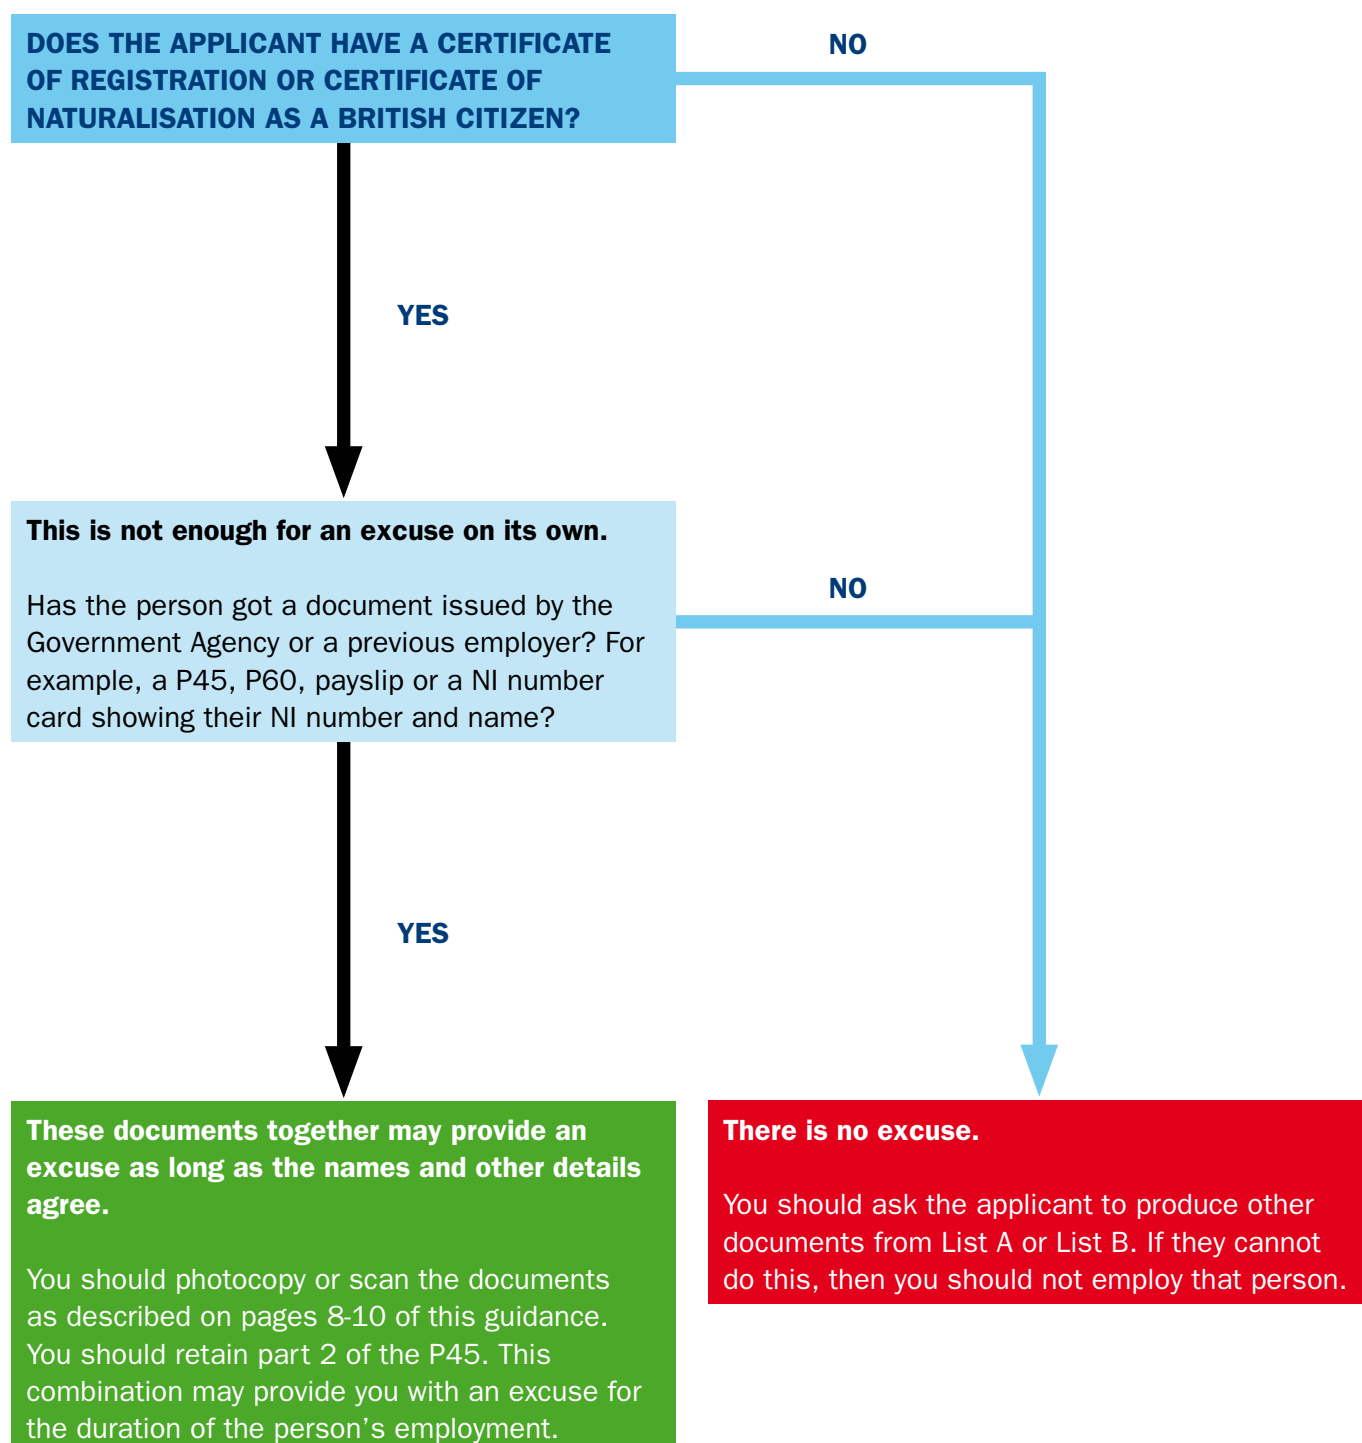 DOES THE APPLICANT HAVE A CERTIFICATE
OF REGISTRATION OR CERTIFICATE OF
NATURALISATION AS A BRITISH CITIZEN?
NO
YES
This is not enough for an excuse on its own.
Has the person got a document issued by the
Government Agency or a previous employer? For
example, a P45, P60, payslip or a NI number
card showing their NI number and name?
NO
YES
These documents together may provide an
excuse as long as the names and other details
agree.
You should photocopy or scan the documents
as described on pages 8-10 of this guidance.
You should retain part 2 of the P45. This
combination may provide you with an excuse for
the duration of the person’s employment.
There is no excuse.
You should ask the applicant to produce other
documents from List A or List B. If they cannot
do this, then you should not employ that person.